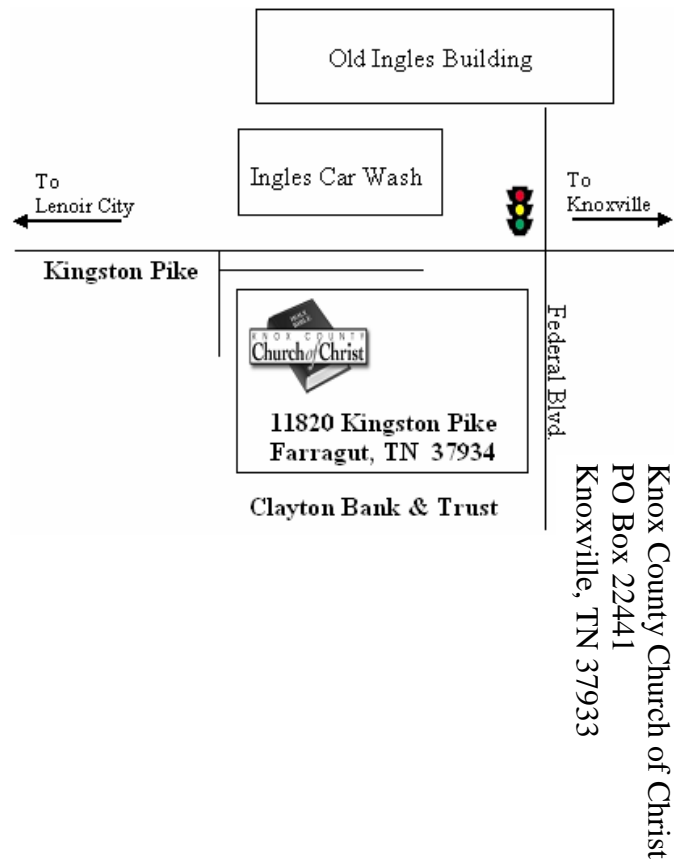 Old Ingles Building
Ingles Car Wash
To
Lenoir City
To
Knoxville
Kingston Pike
HOLY
BIBLE
KNOX COUNTY
Church of Christ
11820 Kingston Pike
Farragut, TN 37934
Clayton Bank & Trust
Federal Blvd.
Knox County Church of Christ
PO Box 22441
Knoxville, TN 37933